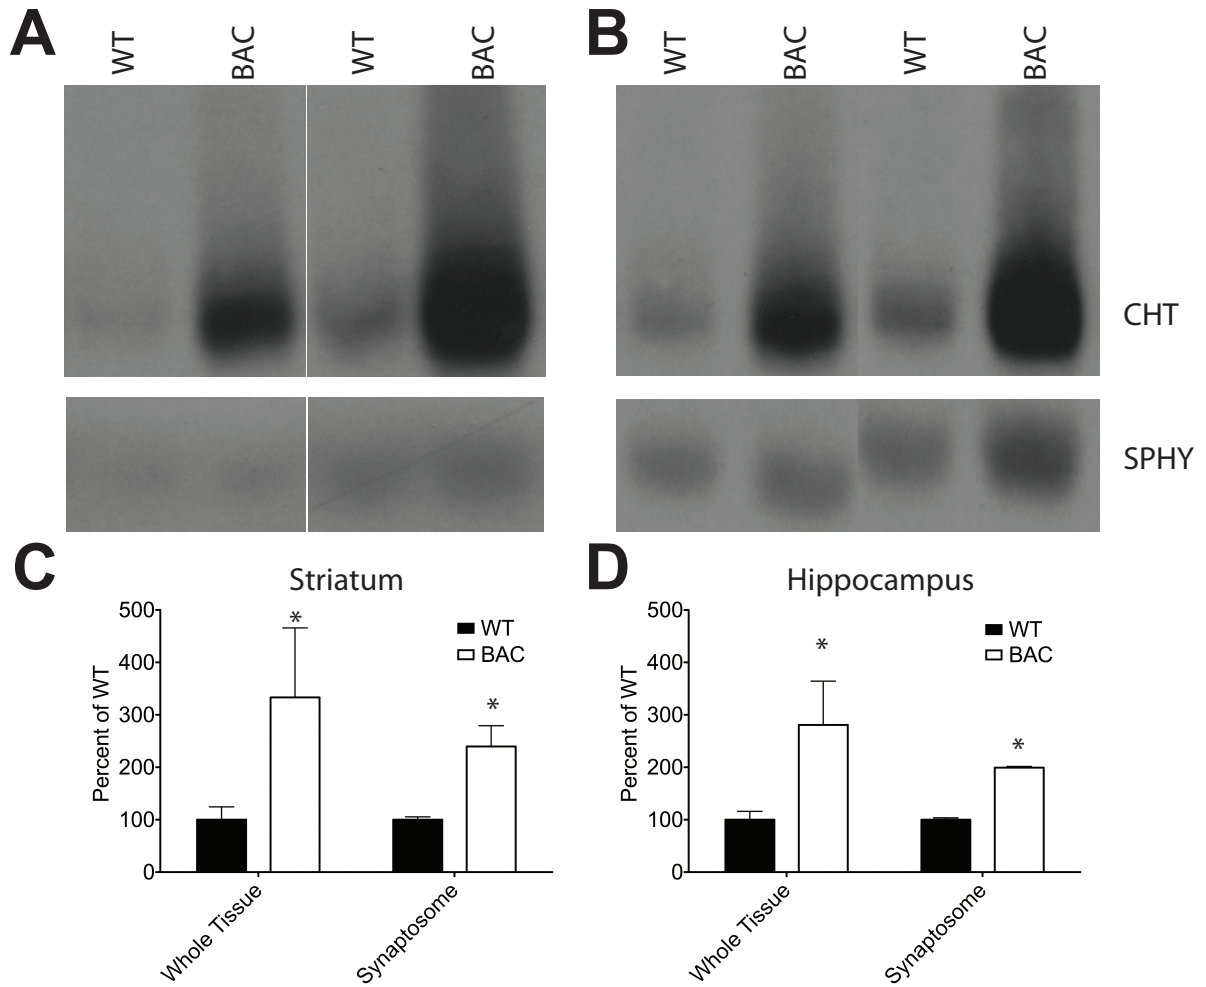 A
WT
BAC
WT
BAC
B
WT
BAC
WT
BAC
CHT
SPHY
C
Striatum
500
400
300
200
100
0
Percent of WT
*
*
WT
BAC
Whole Tissue
Synaptosome
D
Hippocampus
500
400
300
200
100
0
Percent of WT
*
*
WT
BAC
Whole Tissue
Synaptosome